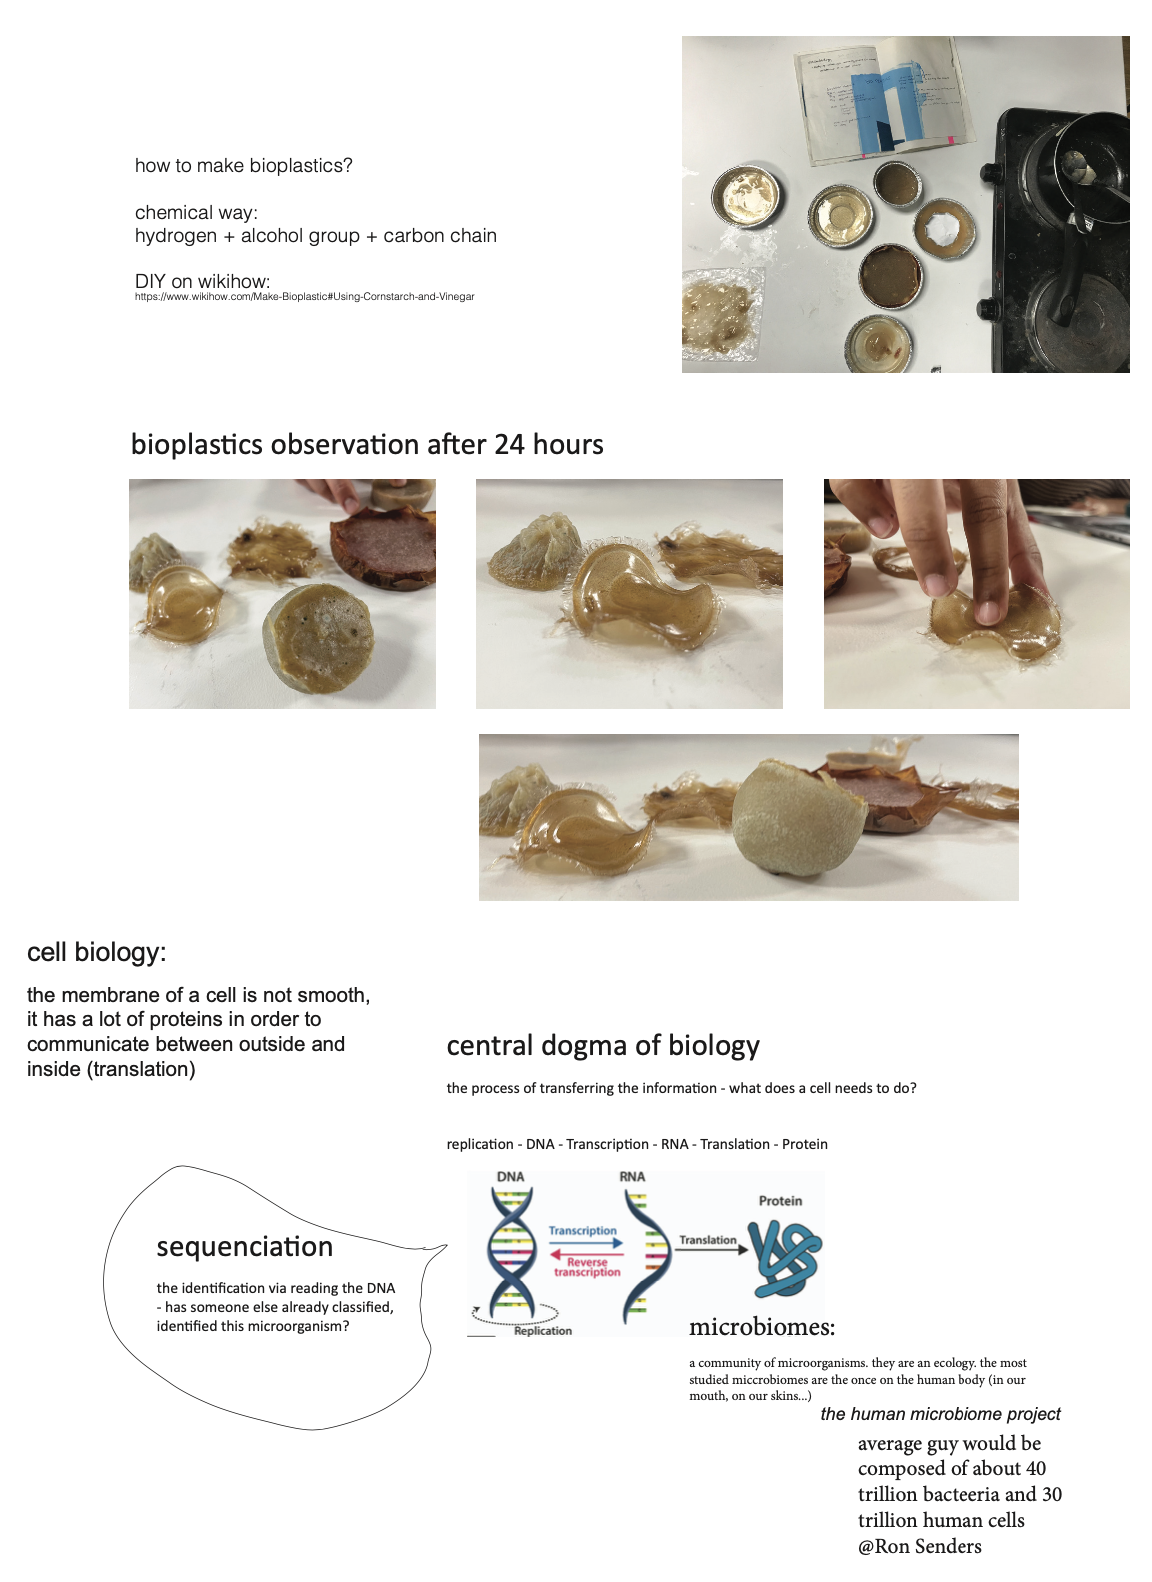 how to make bioplastics?
chemical way:
hydrogen + alcohol group + carbon chain
DIY on wikihow:
https://www.wikihow.com/Make-Bioplastic#Using-Cornstarch-and-Vinegar
bioplastics observation after 24 hours
cell biology:
the membrane of a cell is not smooth,
it has a lot of proteins in order to
communicate between outside and
inside (translation)
central dogma of biology
the process of transferring the information - what does a cell needs to do?
replication - DNA - Transcription - RNA - Translation - Protein
DNA
RNA
Protein
Transcription
Reverse
transcription
Translation
Replication
sequenciation
the identification via reading the DNA
- has someone else already classified,
identified this microorganism?
microbiomes:
a community of microorganisms. they are an ecology. the most
studied miccrobiomes are the once on the human body (in our
mouth, on our skins...)
the human microbiome project
average guy would be
composed of about 40
trillion bacteeria and 30
trillion human cells
@Ron Senders